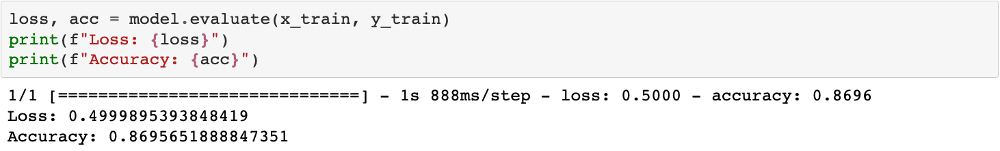 loss, acc = model.evaluate(x_train, y_train)
print(f"Loss: {loss}")
print(f"Accuracy: {acc}")
1/1 [==============================] - 1s 888ms/step - loss: 0.5000 - accuracy: 0.8696
Loss: 0.4999895393848419
Accuracy: 0.8695651888847351